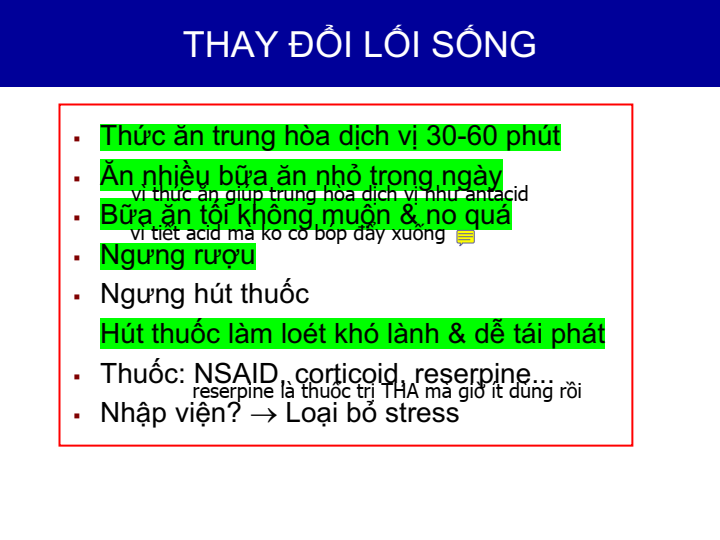 THAY ĐỔI LỐI SỐNG
▪ Thức ăn trung hòa dịch vị 30-60 phút
▪ Ăn nhiều bữa ăn nhỏ trong ngày
vì thức ăn giúp trung hòa dịch vị như antacid
▪ Bữa ăn tối không muộn & no quá
vì tiết acid mà ko co bóp đẩy xuống
▪ Ngưng rượu
▪ Ngưng hút thuốc
Hút thuốc làm loét khó lành & dễ tái phát
▪ Thuốc: NSAID, corticoid, reserpine...
reserpine là thuốc trị THA mà giờ ít dùng rồi
▪ Nhập viện? → Loại bỏ stress